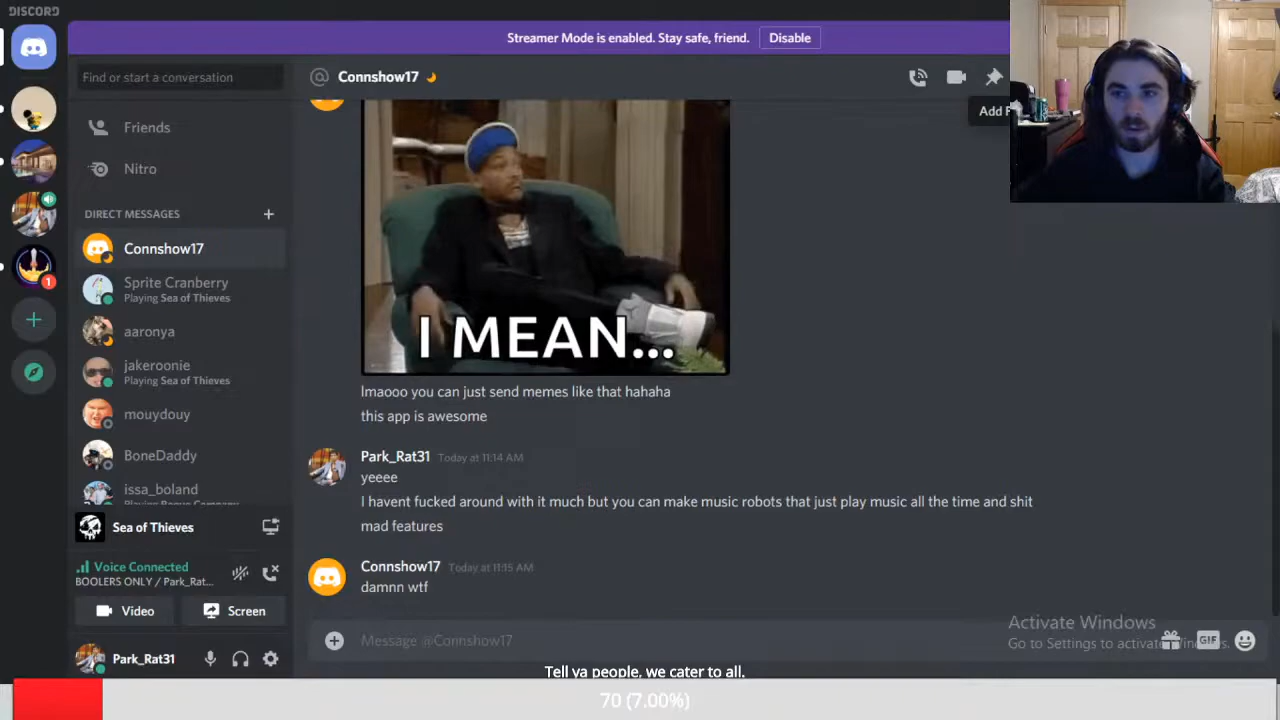 DISCORD
Streamer Mode is enabled. Stay safe, friend.
Disable
Find or start a conversation
Connshow17
Add
Friends
Nitro
DIRECT MESSAGES
Connshow17
Sprite Cranberry
Playing Sea of Thieves
aaronya
jakeroonie
Playing Sea of Thieves
mouydouy
BoneDaddy
issa_boland
1
Sea of Thieves
Voice Connected
BOOLERS ONLY / Park_Rat...
Video
Screen
Park_Rat31
I MEAN...
lmaooo you can just send memes like that hahaha
this app is awesome
Park_Rat31 Today at 11:14 AM
yeeee
I havent fucked around with it much but you can make music robots that just play music all the time and shit
mad features
Connshow17 Today at 11:15 AM
damnn wtf
Message @Connshow17
GIF
Activate Windows
Go to Settings to activate Windows.
Tell ya people, we cater to all.
70 (7.00%)